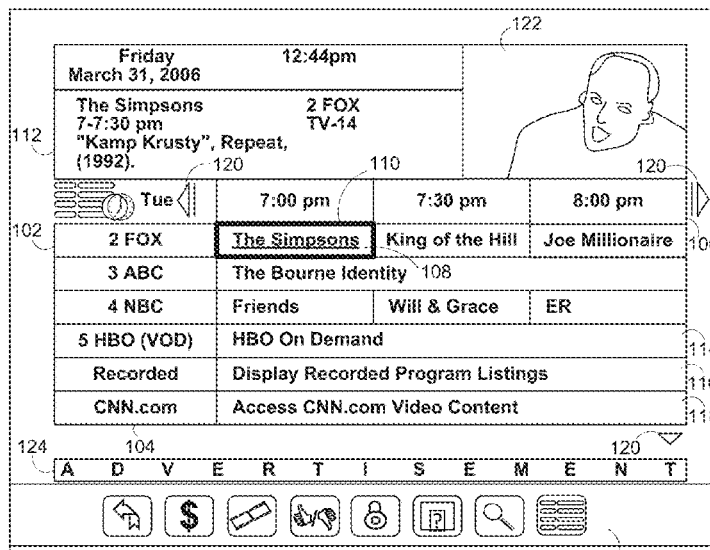 122
Friday 12:44pm
March 31, 2006
The Simpsons 2 FOX
7-7:30 pm TV-14
"Kamp Krusty", Repeat,
(1992).
112
120 110 120
Tue 7:00 pm 7:30 pm 8:00 pm
102 2 FOX The Simpsons King of the Hill Joe Millionaire
108
3 ABC The Bourne Identity
4 NBC Friends Will & Grace ER
5 HBO (VOD) HBO On Demand
Recorded Display Recorded Program Listings
CNN.com Access CNN.com Video Content
104 120
124
A D V E R T I S E M E N T
$ ?